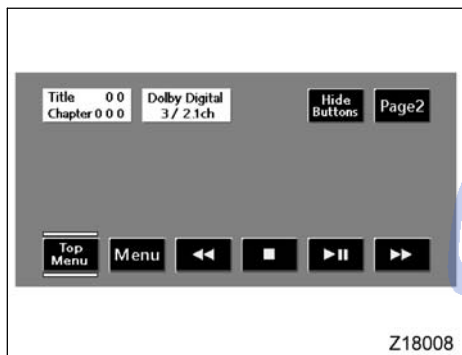 Title 0 0
Chapter 0 0 0
Dolby Digital
3 / 2.1ch
Hide
Buttons
Page2
Top
Menu
Menu
Z18008